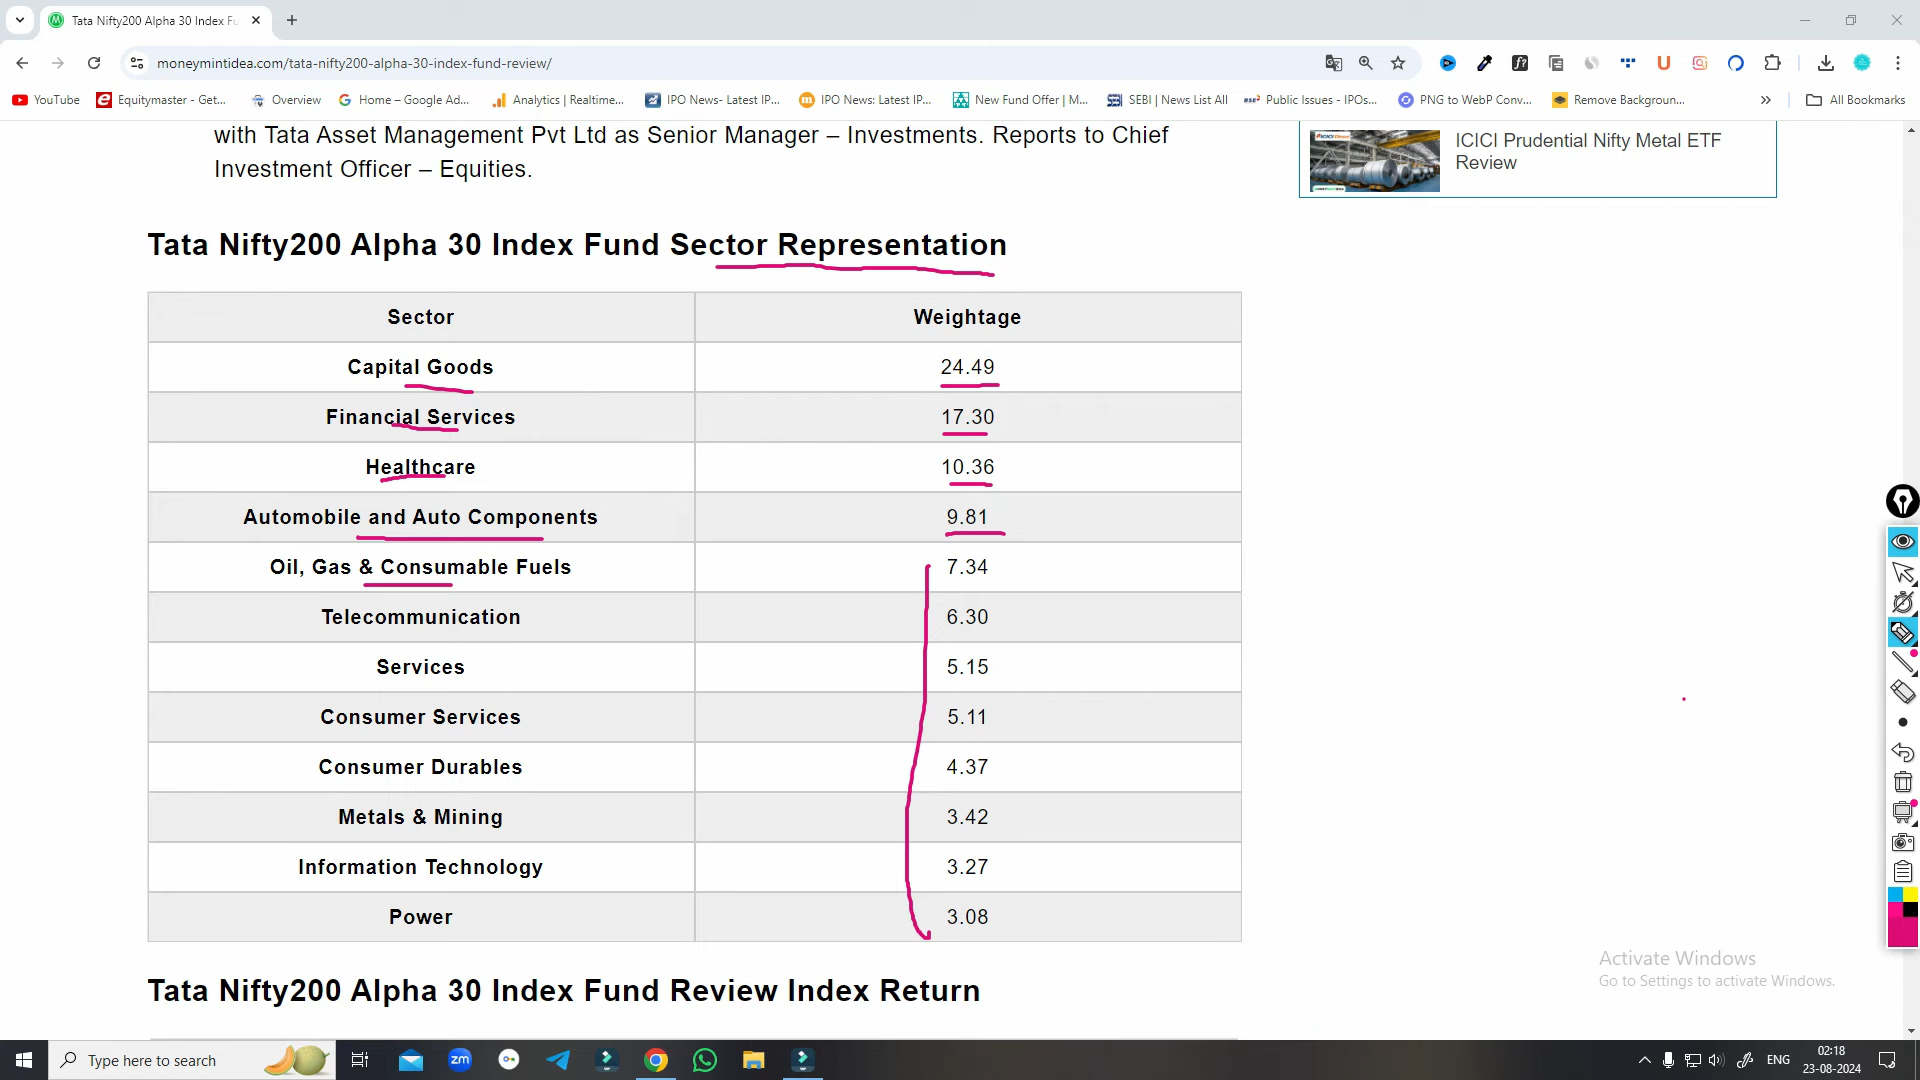 Tata Nifty200 Alpha 30 Index Fu
moneymintidea.com/tata-nifty200-alpha-30-index-fund-review/
YouTube
Equitymaster - Get...
Overview
Home – Google Ad...
Analytics | Realtime...
IPO News- Latest IP...
IPO News: Latest IP...
New Fund Offer | M...
SEBI | News List All
Public Issues - IPOs...
PNG to WebP Conv...
Remove Backgroun...
All Bookmarks
with Tata Asset Management Pvt Ltd as Senior Manager – Investments. Reports to Chief
Investment Officer – Equities.
ICICI Prudential Nifty Metal ETF
Review
Tata Nifty200 Alpha 30 Index Fund Sector Representation
Sector Weightage
Capital Goods 24.49
Financial Services 17.30
Healthcare 10.36
Automobile and Auto Components 9.81
Oil, Gas & Consumable Fuels 7.34
Telecommunication 6.30
Services 5.15
Consumer Services 5.11
Consumer Durables 4.37
Metals & Mining 3.42
Information Technology 3.27
Power 3.08
Tata Nifty200 Alpha 30 Index Fund Review Index Return
Activate Windows
Go to Settings to activate Windows.
Type here to search
zm
ENG
02:18
23-08-2024